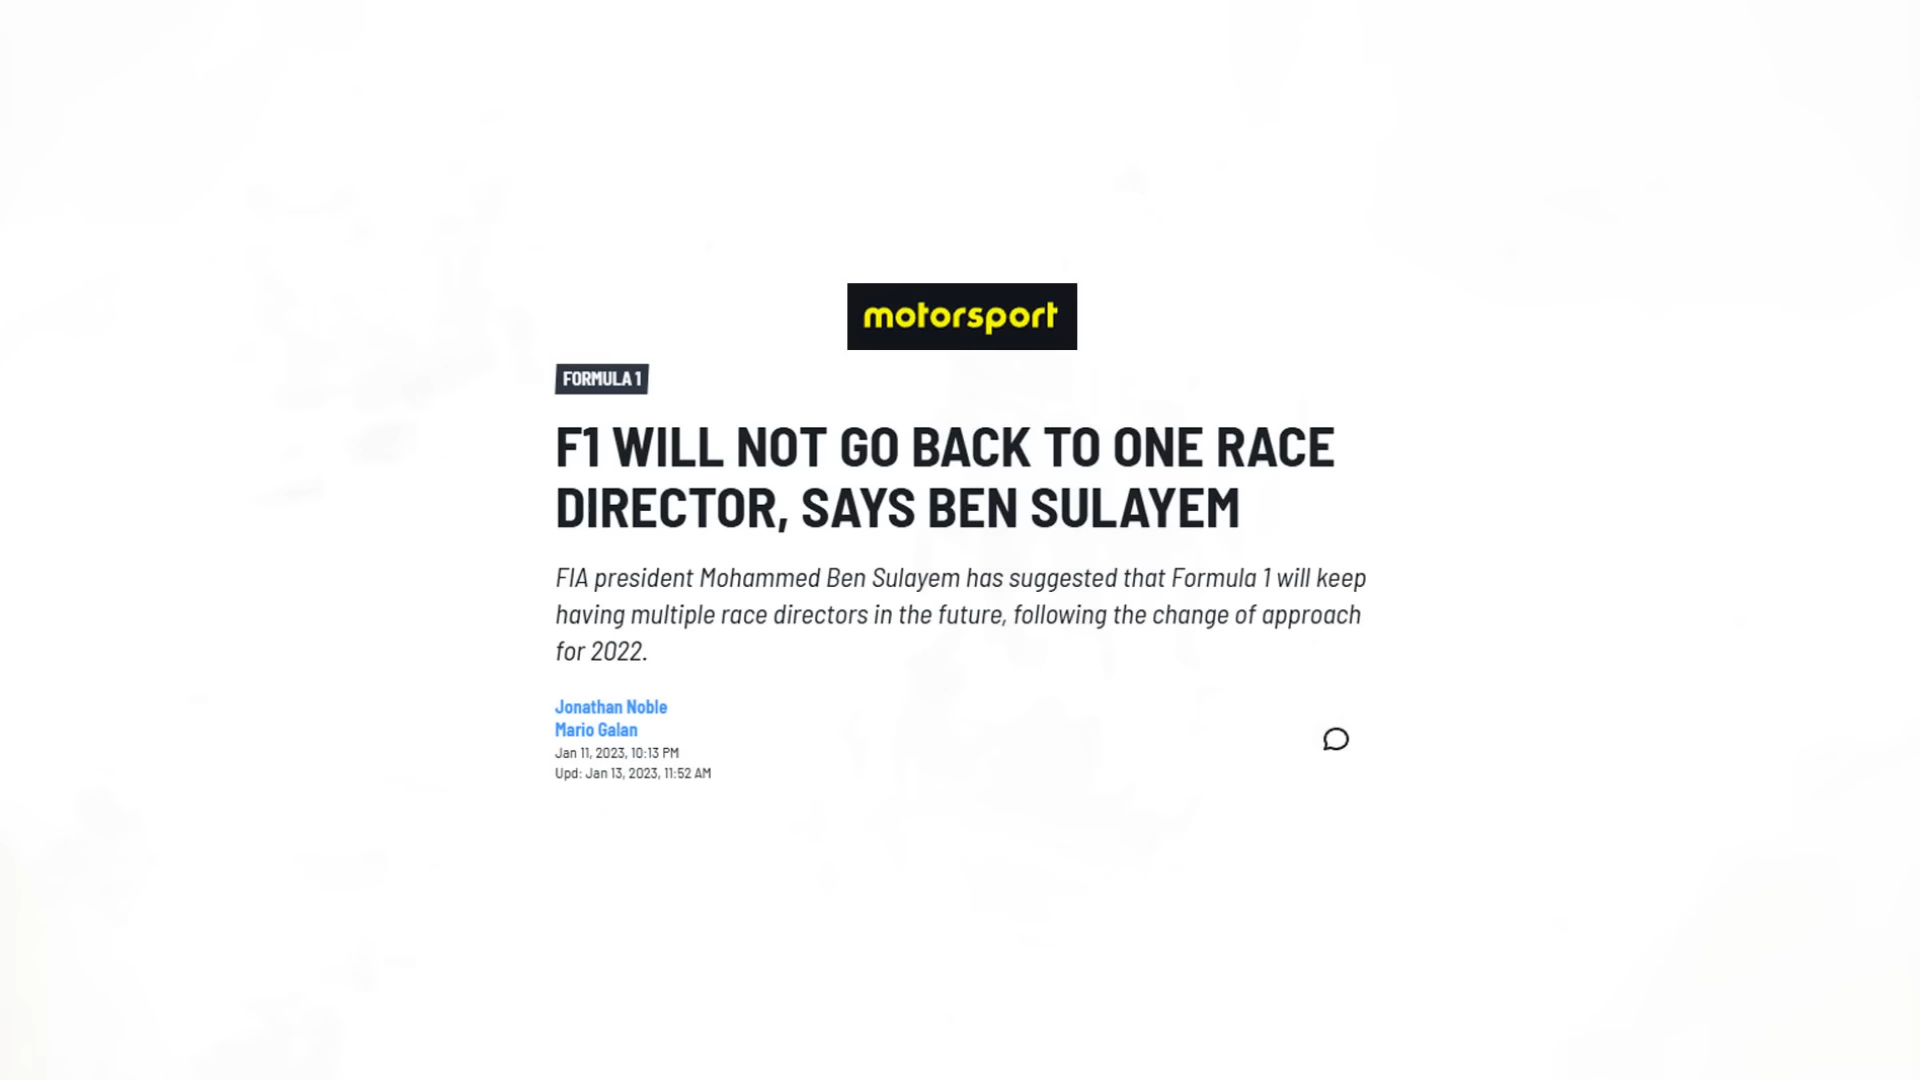 motorsport
FORMULA 1
F1 WILL NOT GO BACK TO ONE RACE
DIRECTOR, SAYS BEN SULAYEM
FIA president Mohammed Ben Sulayem has suggested that Formula 1 will keep
having multiple race directors in the future, following the change of approach
for 2022.
Jonathan Noble
Mario Galan
Jan 11, 2023, 10:13 PM
Upd: Jan 13, 2023, 11:52 AM